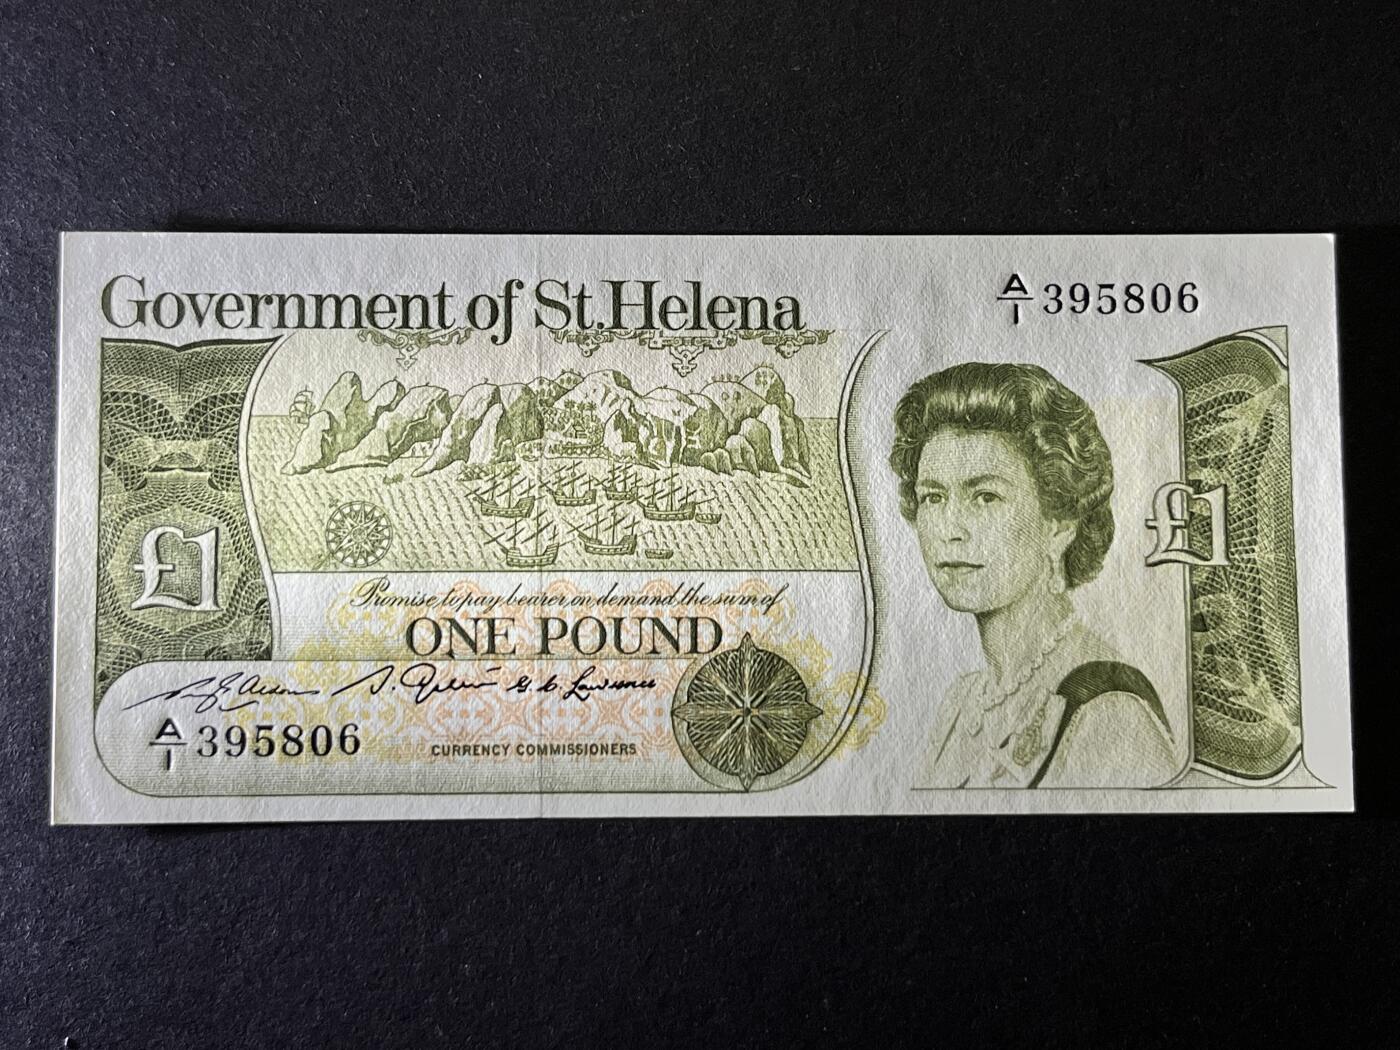 Government of St. Helena
A/1 395806
£1
£1
Promise to pay bearer on demand the sum of
ONE POUND
A/1 395806
CURRENCY COMMISSIONERS